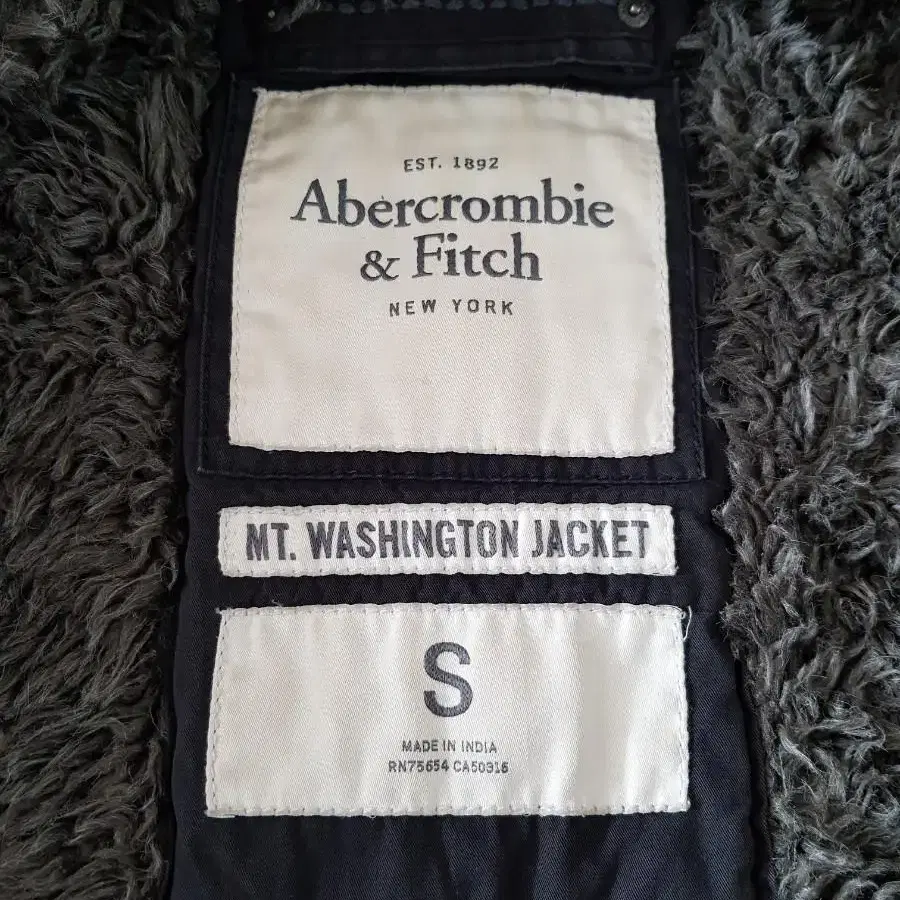 EST. 1892
Abercrombie
& Fitch
NEW YORK
MT. WASHINGTON JACKET
S
MADE IN INDIA
RN75654 CA50316